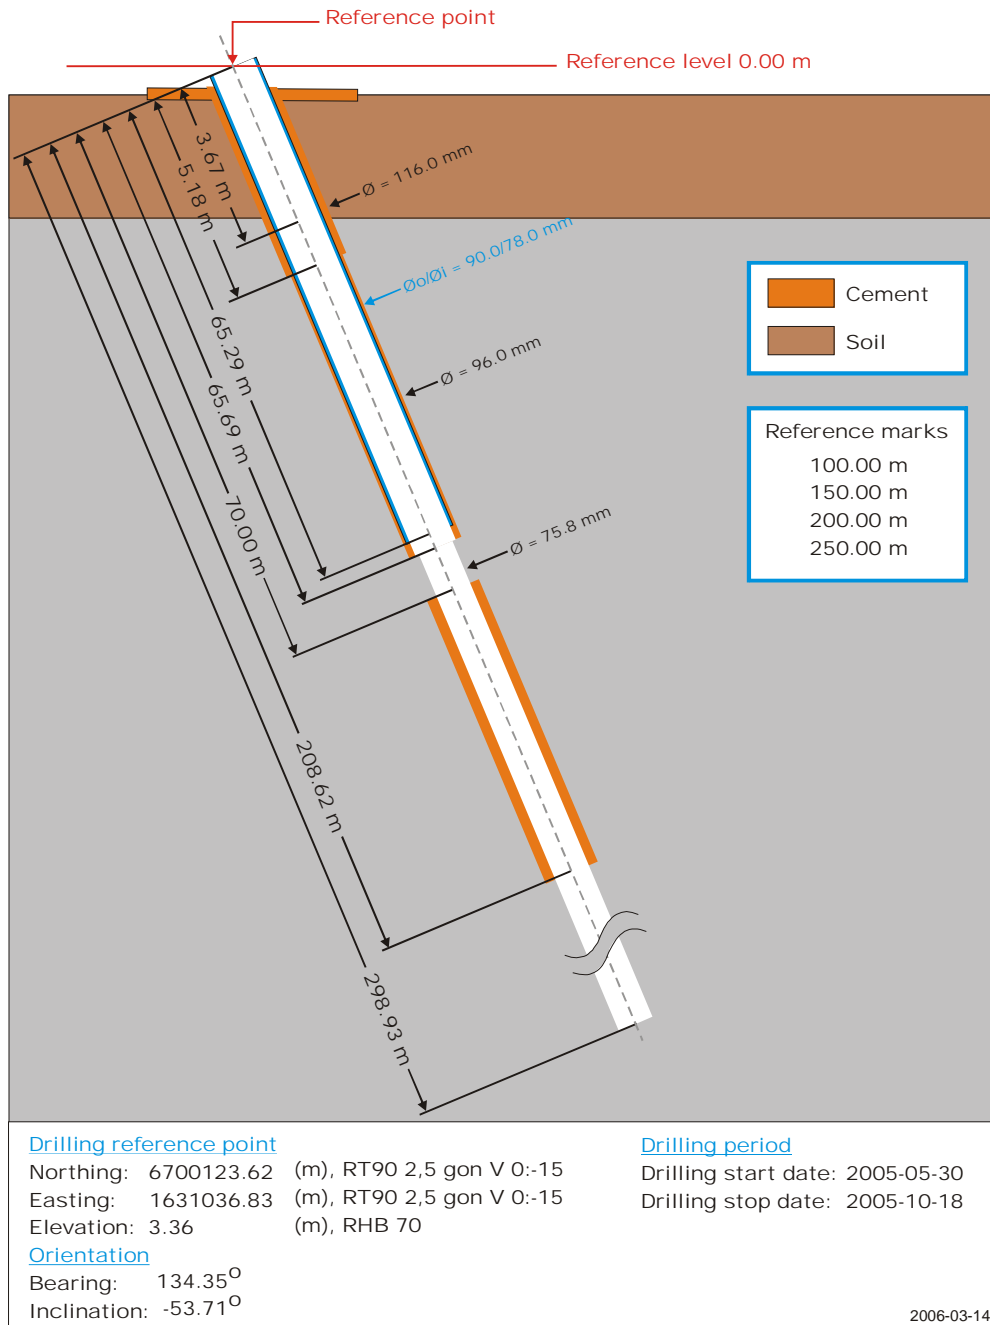 Reference point
Reference level 0.00 m
3.67 m
5.18 m
Ø = 116.0 mm
Øo/Øi = 90.0/78.0 mm
Cement
Soil
65.29 m
Ø = 96.0 mm
65.69 m
Reference marks
100.00 m
150.00 m
200.00 m
250.00 m
70.00 m
Ø = 75.8 mm
208.62 m
298.93 m
Drilling reference point
Northing: 6700123.62 (m), RT90 2,5 gon V 0:-15
Easting: 1631036.83 (m), RT90 2,5 gon V 0:-15
Elevation: 3.36 (m), RHB 70
Orientation
Bearing: 134.35°
Inclination: -53.71°
Drilling period
Drilling start date: 2005-05-30
Drilling stop date: 2005-10-18
2006-03-14